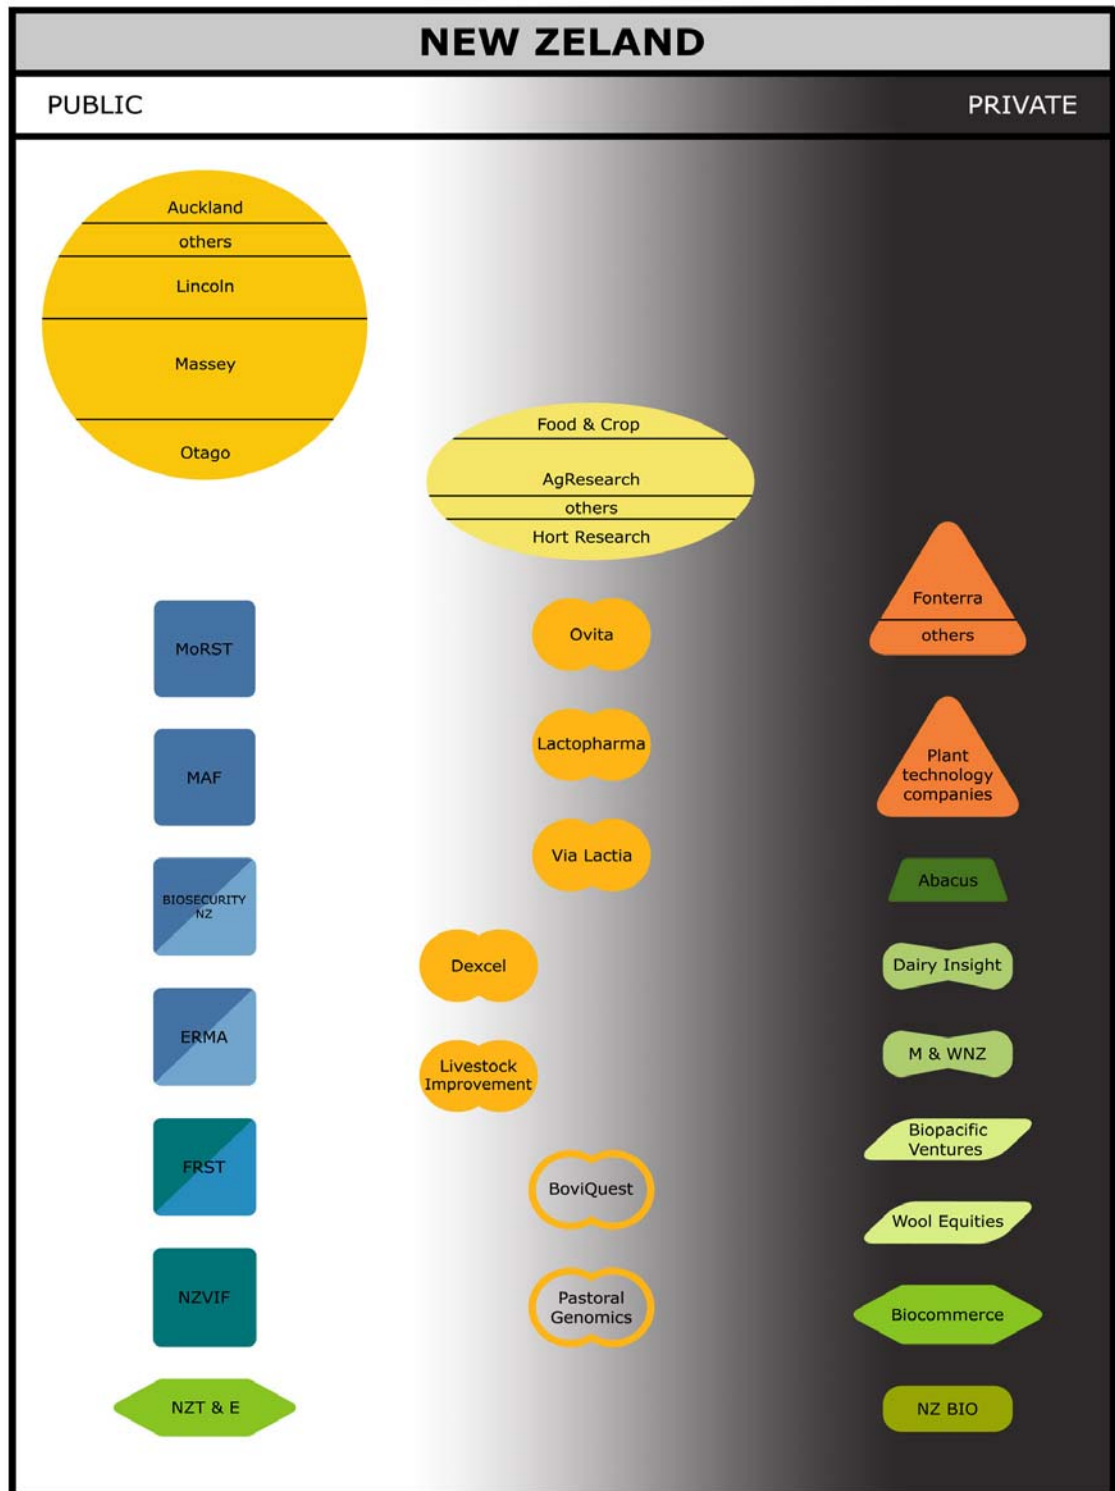 NEW ZELAND
PUBLIC
PRIVATE
Auckland
others
Lincoln
Massey
Otago
Food & Crop
AgResearch
others
Hort Research
MoRST
MAF
BIOSECURITY
NZ
ERMA
FRST
NZVIF
NZT & E
Ovita
Lactopharma
Via Lactia
Dexcel
Livestock
Improvement
BoviQuest
Pastoral
Genomics
Fonterra
others
Plant
technology
companies
Abacus
Dairy Insight
M & WNZ
Biopacific
Ventures
Wool Equities
Biocommerce
NZ BIO